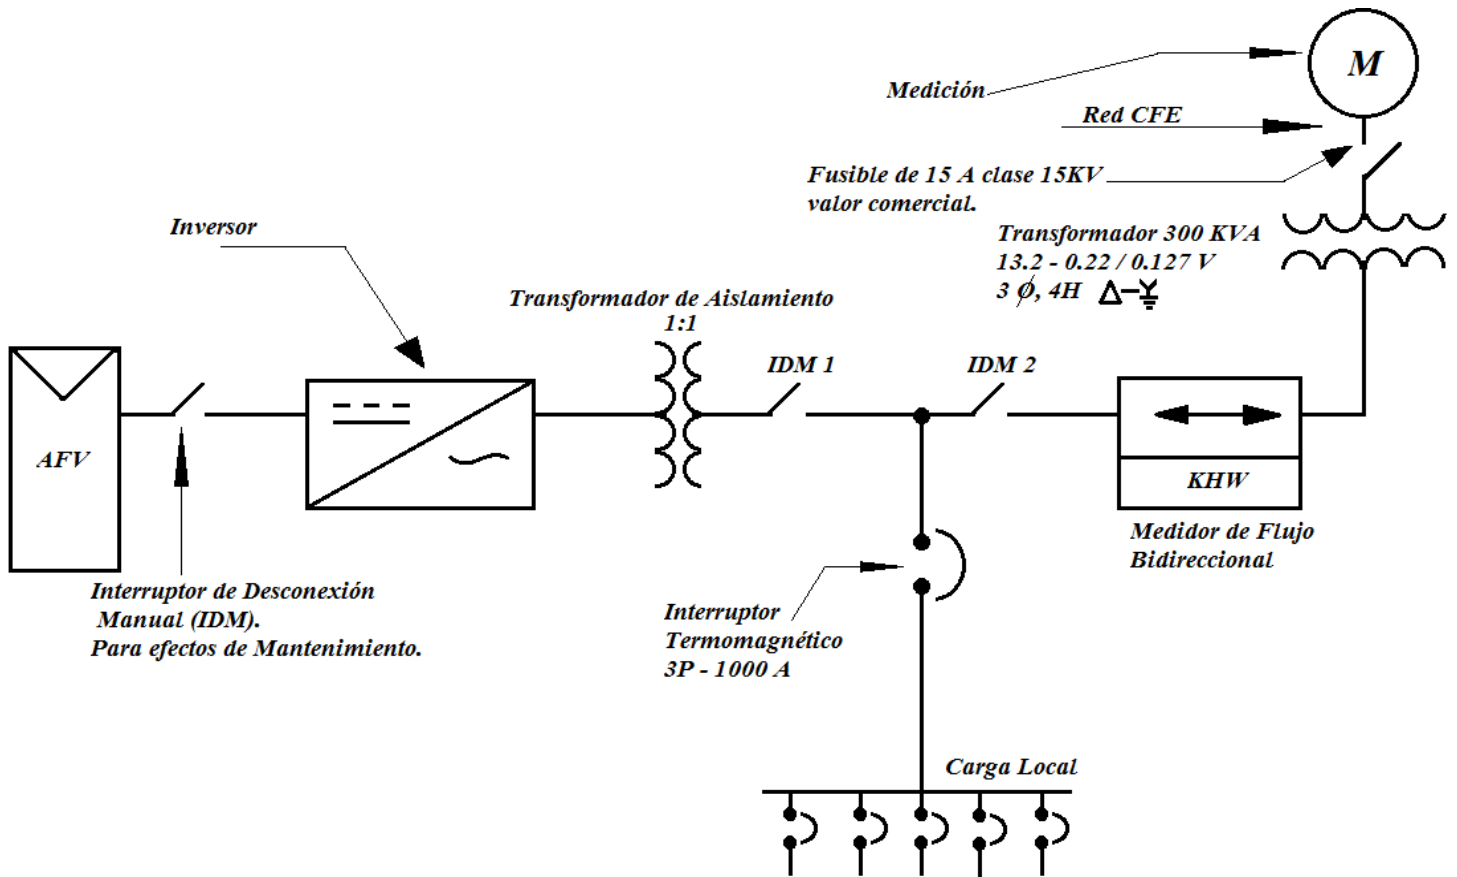 M
Medición
Red CFE
Fusible de 15 A clase 15KV
valor comercial.
Inversor
Transformador 300 KVA
13.2 - 0.22 / 0.127 V
3 Ø, 4H
Transformador de Aislamiento
1:1
IDM 1
IDM 2
AFV
KHW
Medidor de Flujo
Bidireccional
Interruptor de Desconexión
Manual (IDM).
Para efectos de Mantenimiento.
Interruptor
Termomagnético
3P - 1000 A
Carga Local